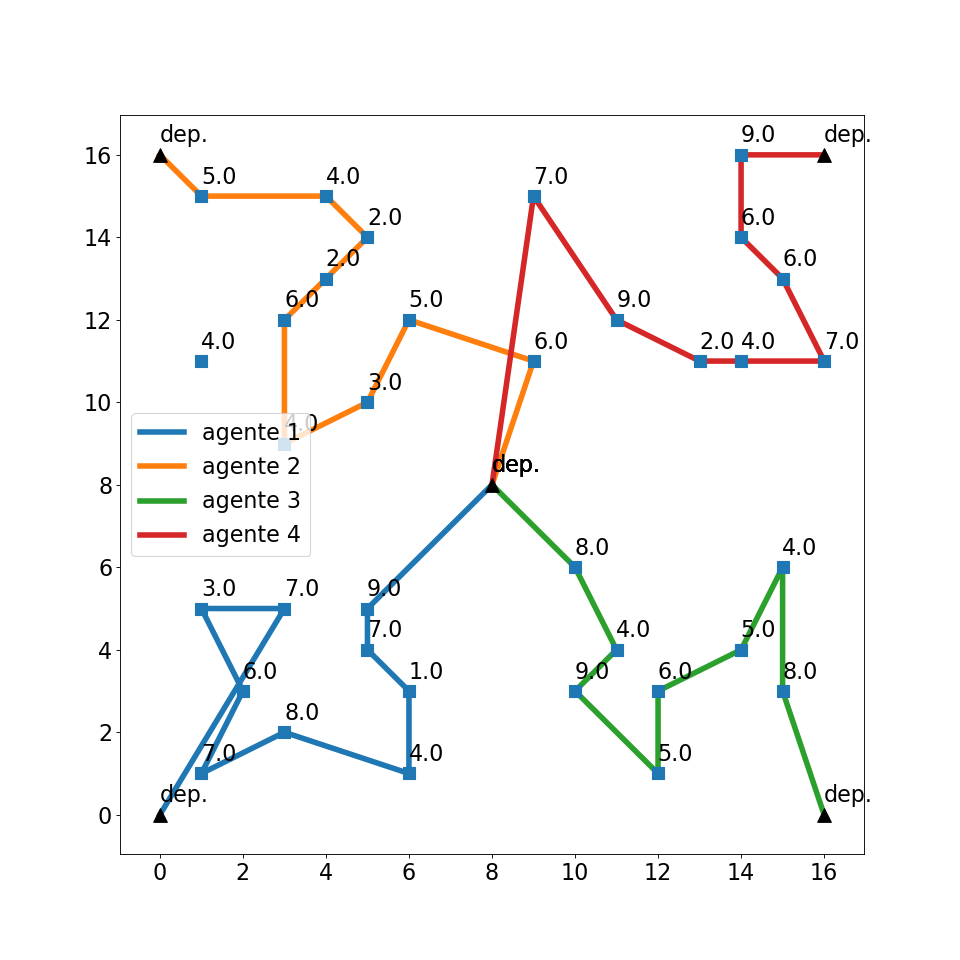 dep. 9.0 dep.
16
5.0 4.0 7.0
2.0 6.0
14
2.0 6.0
6.0 5.0 9.0
12
4.0 6.0 2.0 4.0 7.0
3.0
10
4.0
agente 1
agente 2
dep. dep.
8
agente 3
agente 4
8.0 4.0
6
3.0 7.0 9.0
7.0 4.0 5.0
4
6.0 1.0 9.0 6.0 8.0
8.0
2
7.0 4.0 5.0
dep. dep.
0
0 2 4 6 8 10 12 14 16